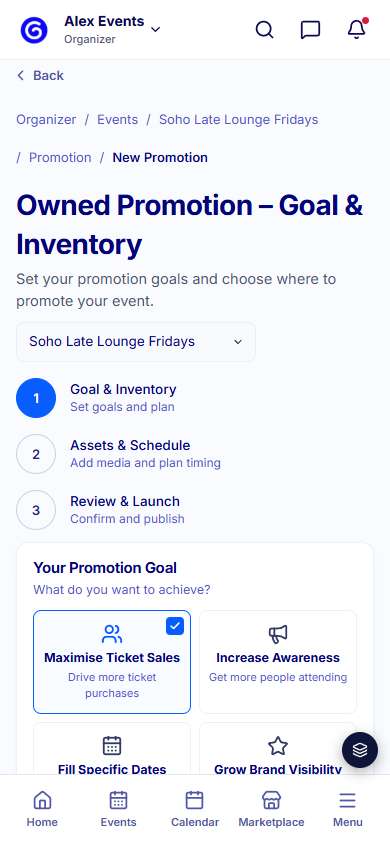 Alex Events
Organizer
Back
Organizer / Events / Soho Late Lounge Fridays
/ Promotion / New Promotion
Owned Promotion – Goal &
Inventory
Set your promotion goals and choose where to
promote your event.
Soho Late Lounge Fridays
1
Goal & Inventory
Set goals and plan
2
Assets & Schedule
Add media and plan timing
3
Review & Launch
Confirm and publish
Your Promotion Goal
What do you want to achieve?
Maximise Ticket Sales
Drive more ticket
purchases
Increase Awareness
Get more people attending
Fill Specific Dates
Grow Brand Visibility
Home
Events
Calendar
Marketplace
Menu